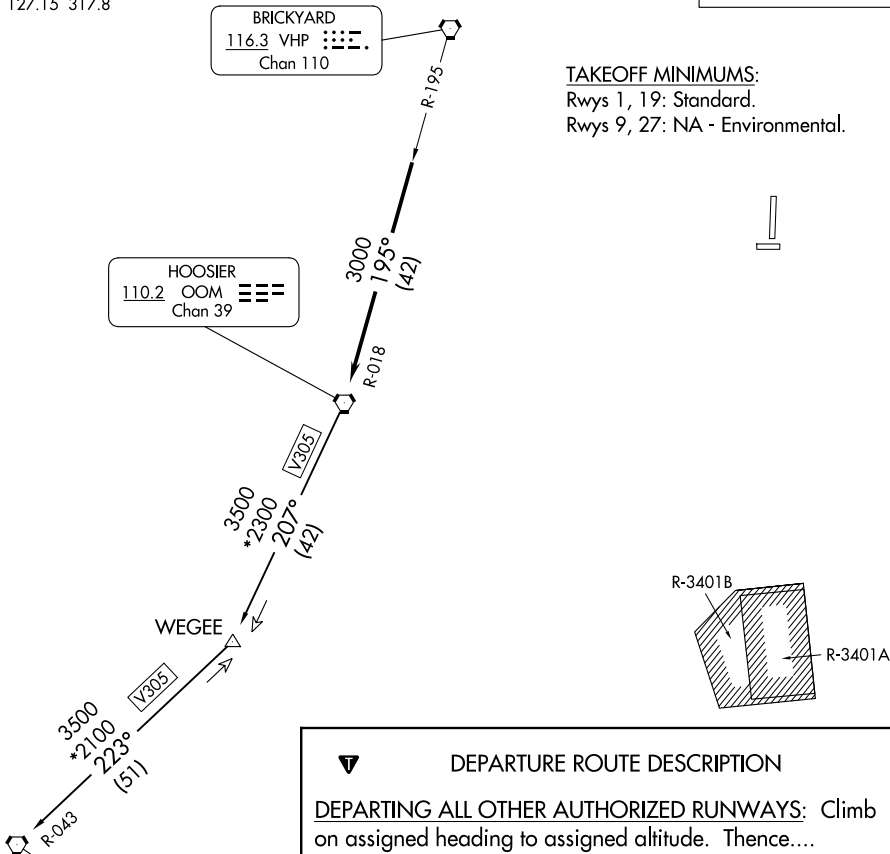 127.15 317.8
BRICKYARD
116.3 VHP
Chan 110
R-195
TAKEOFF MINIMUMS:
Rwys 1, 19: Standard.
Rwys 9, 27: NA - Environmental.
3000
195°
(42)
HOOSIER
110.2 OOM
Chan 39
R-018
V305
3500
*2300
207°
(42)
R-3401B
R-3401A
WEGEE
V305
3500
*2100
223°
(51)
R-043
T
DEPARTURE ROUTE DESCRIPTION
DEPARTING ALL OTHER AUTHORIZED RUNWAYS: Climb
on assigned heading to assigned altitude. Thence....